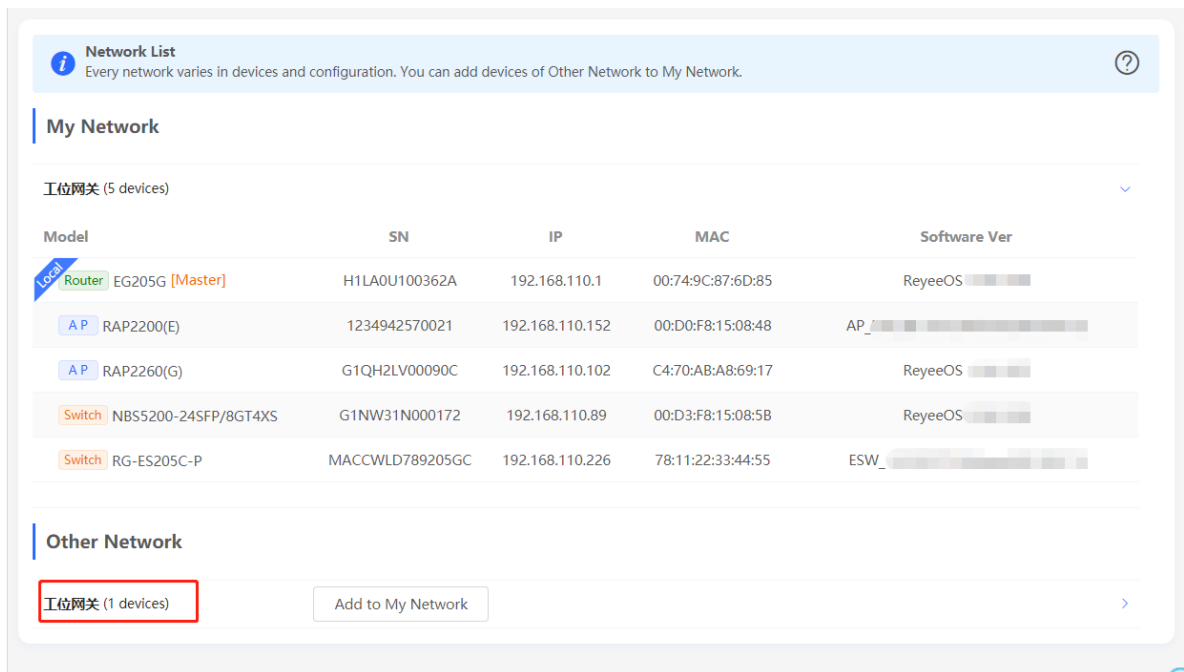 Network List
Every network varies in devices and configuration. You can add devices of Other Network to My Network.
My Network
工位网关 (5 devices)
Model SN IP MAC Software Ver
Local Router EG205G [Master] H1LA0U100362A 192.168.110.1 00:74:9C:87:6D:85 ReyeeOS
AP RAP2200(E) 1234942570021 192.168.110.152 00:D0:F8:15:08:48 AP_
AP RAP2260(G) G1QH2LV00090C 192.168.110.102 C4:70:AB:A8:69:17 ReyeeOS
Switch NBS5200-24SFP/8GT4XS G1NW31N000172 192.168.110.89 00:D3:F8:15:08:5B ReyeeOS
Switch RG-ES205C-P MACCWLD789205GC 192.168.110.226 78:11:22:33:44:55 ESW_
Other Network
工位网关 (1 devices) Add to My Network